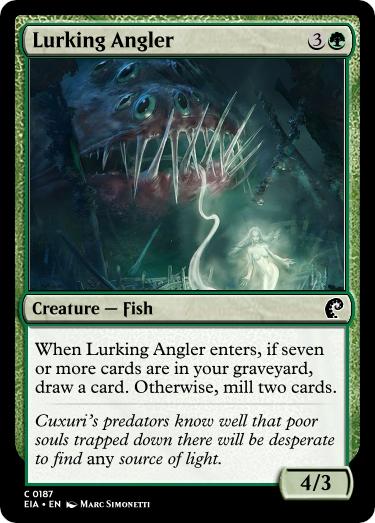 Lurking Angler 3
Creature — Fish
When Lurking Angler enters, if seven
or more cards are in your graveyard,
draw a card. Otherwise, mill two cards.
Cuxuri's predators know well that poor
souls trapped down there will be desperate
to find any source of light.
4/3
C 0187
EIA • EN Marc Simonetti